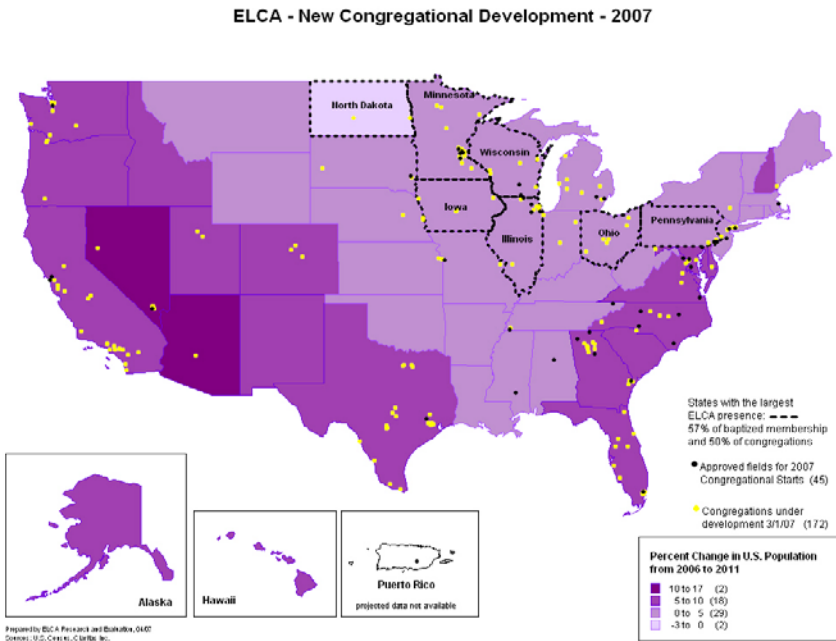 ELCA - New Congregational Development - 2007
North Dakota
Minnesota
Wisconsin
Iowa
Illinois
Ohio
Pennsylvania
States with the largest
ELCA presence:
57% of baptized membership
and 50% of congregations
Approved fields for 2007
Congregational Starts (45)
Congregations under
development 3/1/07 (172)
Alaska
Hawaii
Puerto Rico
projected data not available
Percent Change in U.S. Population
from 2006 to 2011
10 to 17 (2)
5 to 10 (18)
0 to 5 (29)
-3 to 0 (2)
Prepared by ELCA Research and Evaluation, 04/07
Sources: U.S. Census, Claritas Inc.